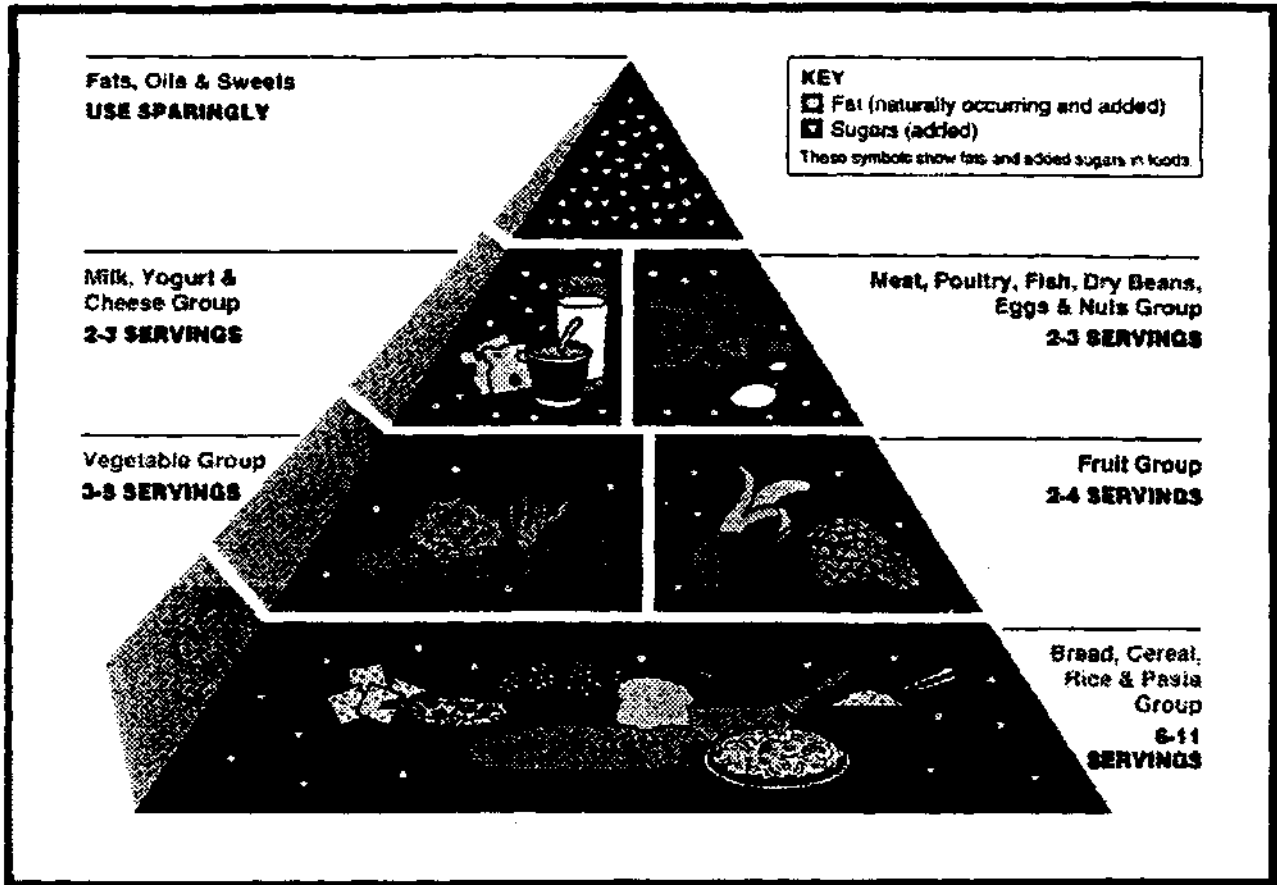 Fats, Oils & Sweets
USE SPARINGLY
KEY
Fat (naturally occurring and added)
Sugars (added)
These symbols show fats and added sugars in foods.
Milk, Yogurt &
Cheese Group
2-3 SERVINGS
Meat, Poultry, Fish, Dry Beans,
Eggs & Nuts Group
2-3 SERVINGS
Vegetable Group
SERVINGS
Fruit Group
2-4 SERVINGS
Bread, Cereal,
Rice & Pasta
Group
6-11
SERVINGS